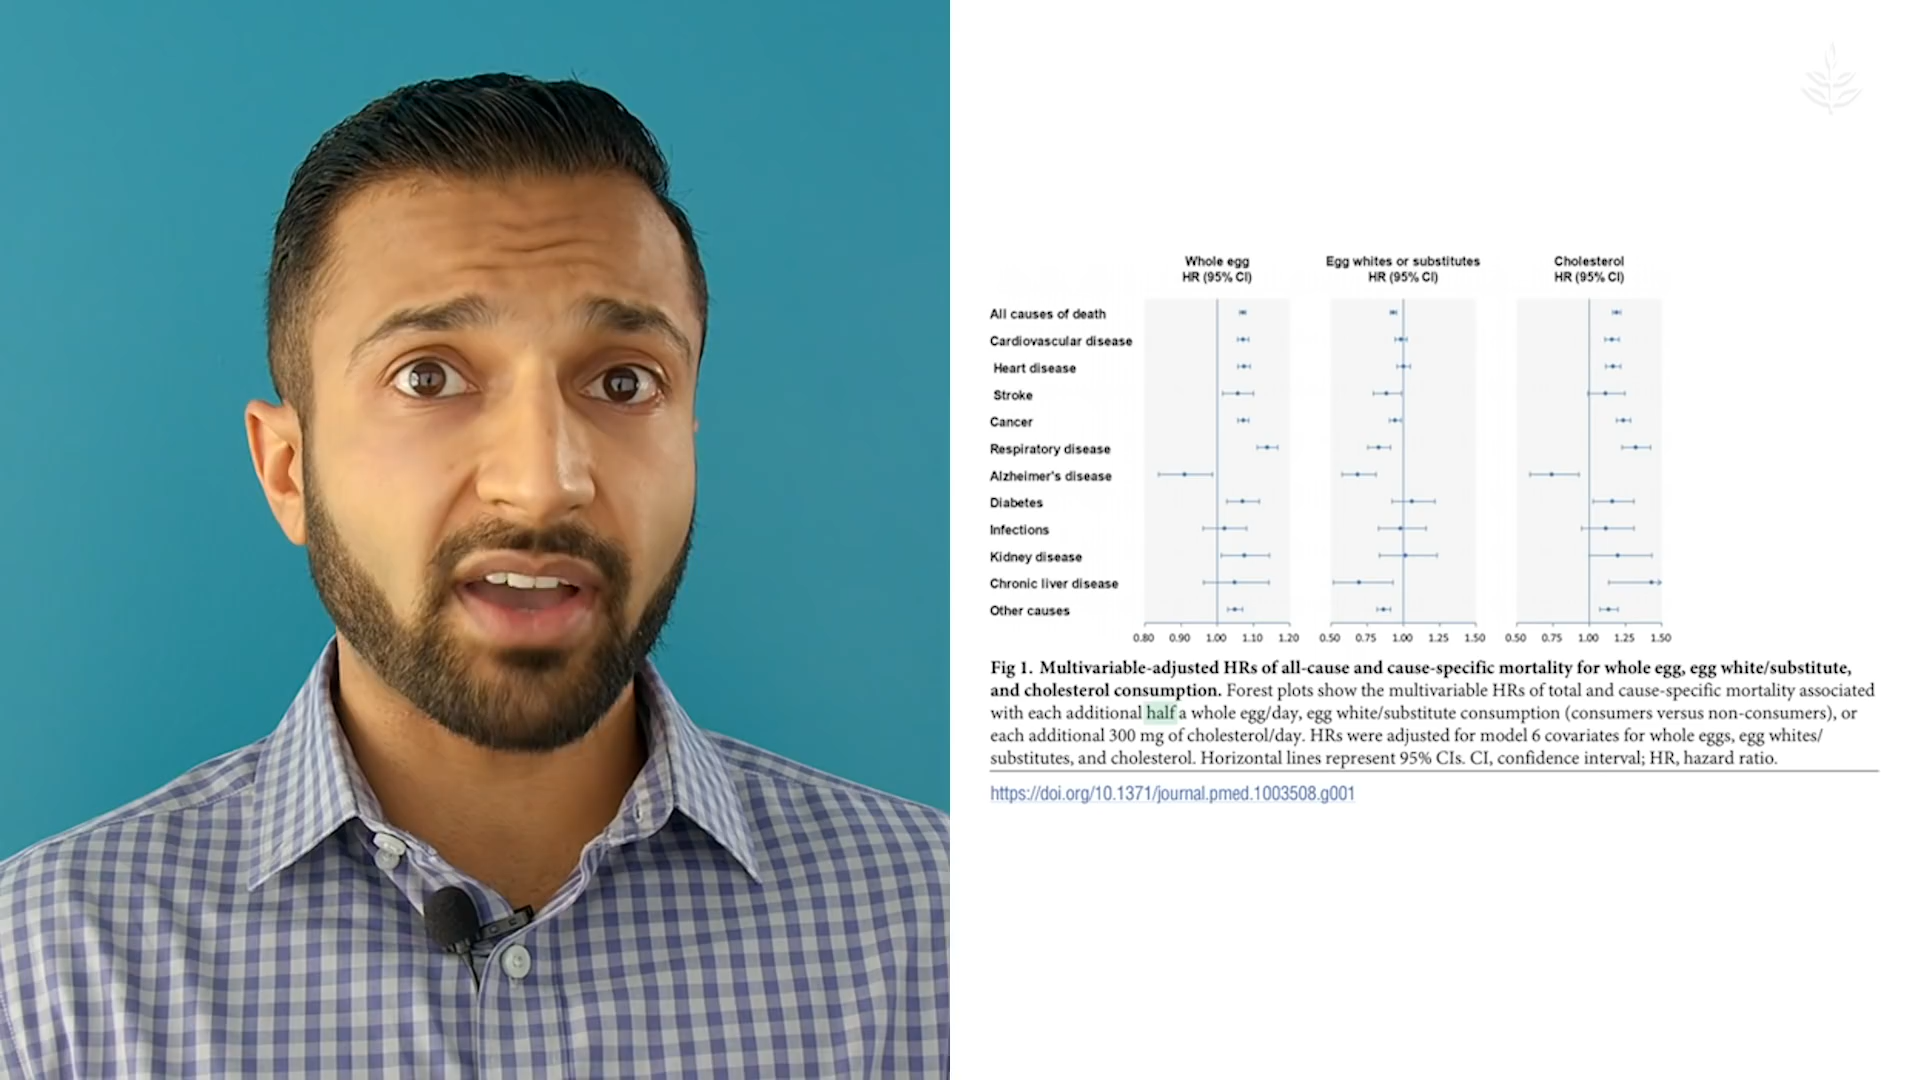 Whole egg
HR (95% CI)
Egg whites or substitutes
HR (95% CI)
Cholesterol
HR (95% CI)
All causes of death
Cardiovascular disease
Heart disease
Stroke
Cancer
Respiratory disease
Alzheimer's disease
Diabetes
Infections
Kidney disease
Chronic liver disease
Other causes
0.80 0.90 1.00 1.10 1.20
0.50 0.75 1.00 1.25 1.50
0.50 0.75 1.00 1.25 1.50
Fig 1. Multivariable-adjusted HRs of all-cause and cause-specific mortality for whole egg, egg white/substitute,
and cholesterol consumption. Forest plots show the multivariable HRs of total and cause-specific mortality associated
with each additional half a whole egg/day, egg white/substitute consumption (consumers versus non-consumers), or
each additional 300 mg of cholesterol/day. HRs were adjusted for model 6 covariates for whole eggs, egg whites/
substitutes, and cholesterol. Horizontal lines represent 95% CIs. CI, confidence interval; HR, hazard ratio.
https://doi.org/10.1371/journal.pmed.1003508.g001